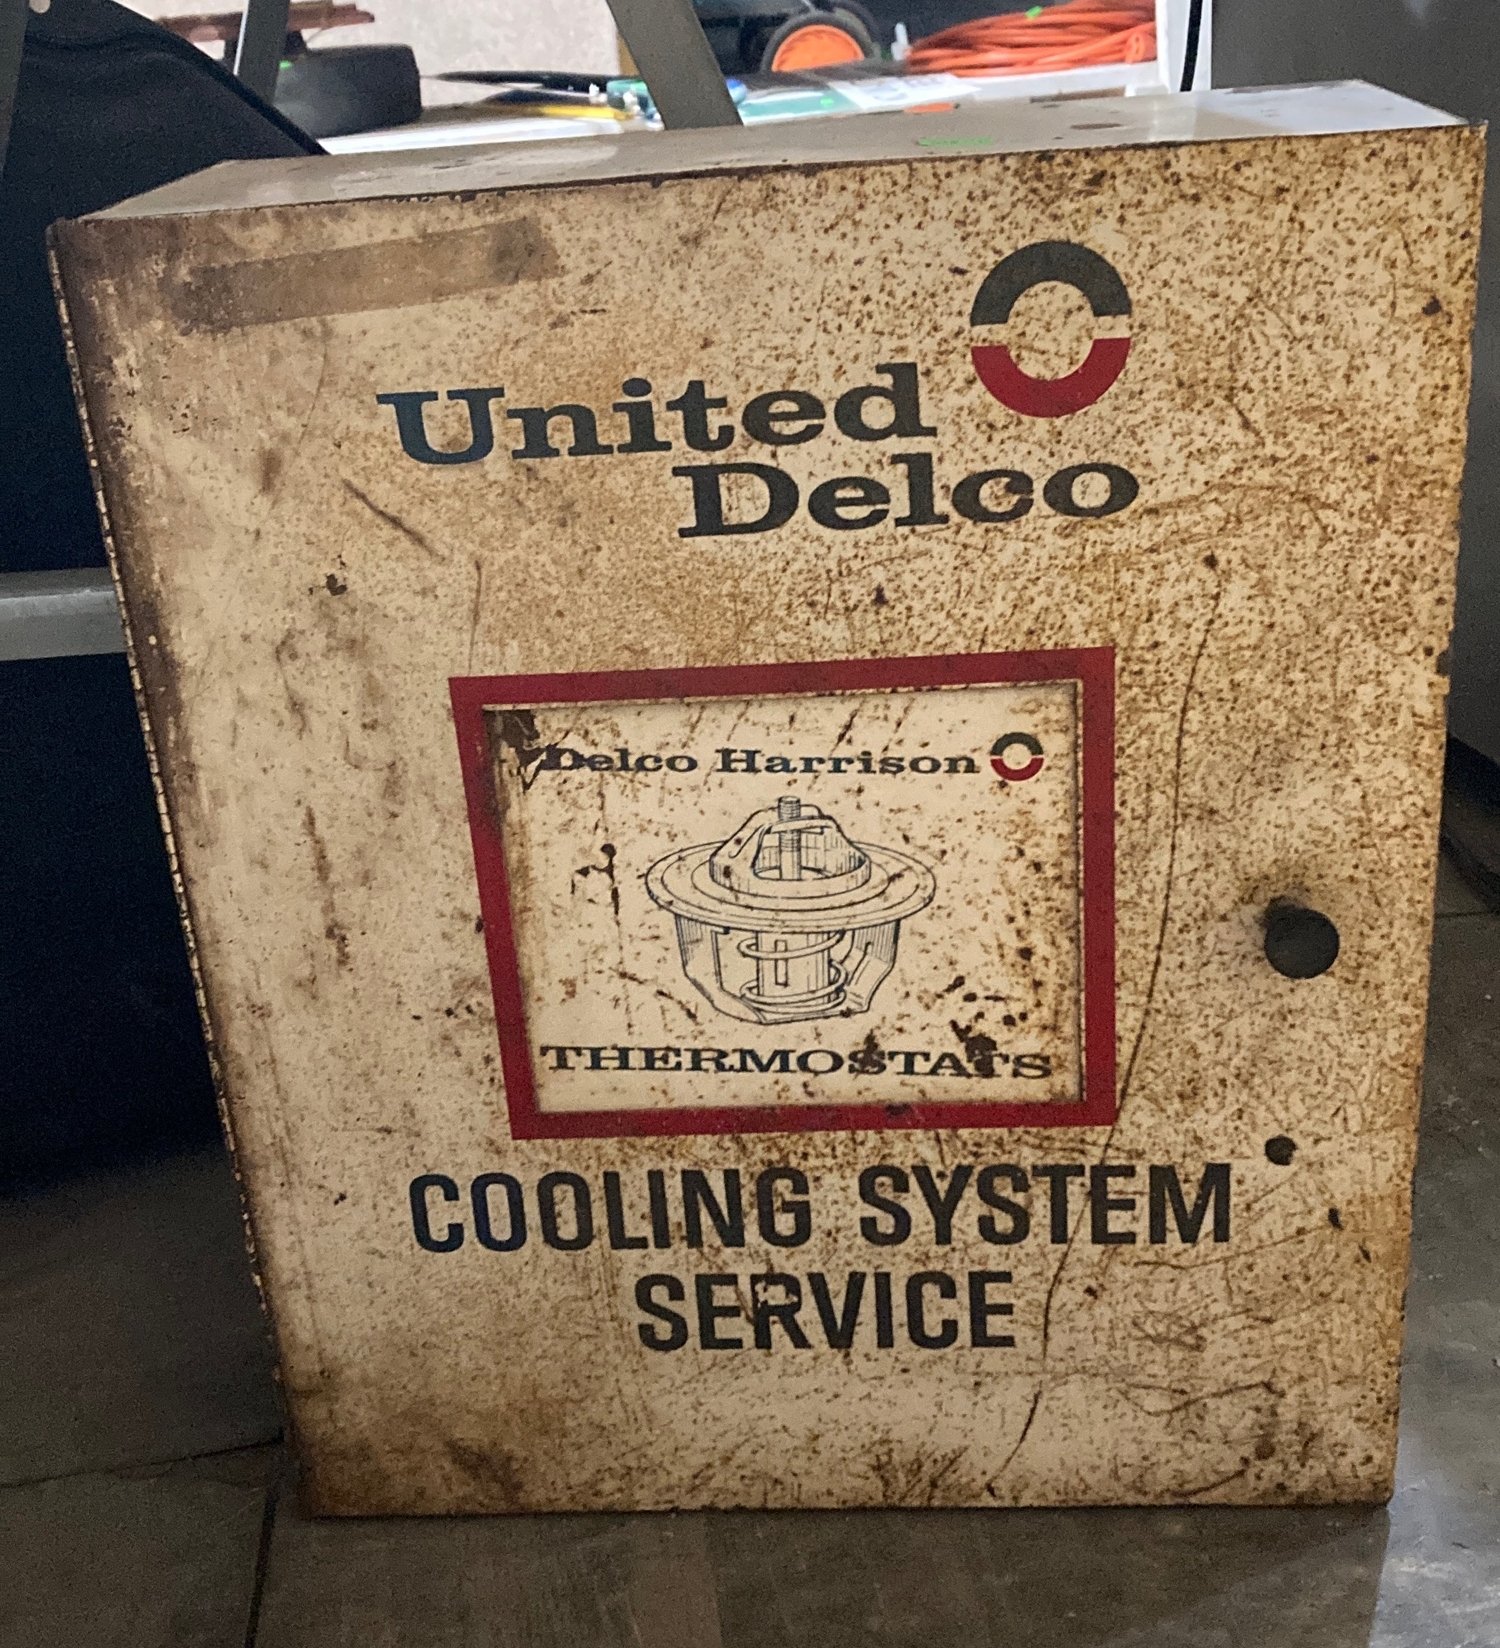 United
Delco
Delco Harrison
THERMOSTATS
COOLING SYSTEM
SERVICE